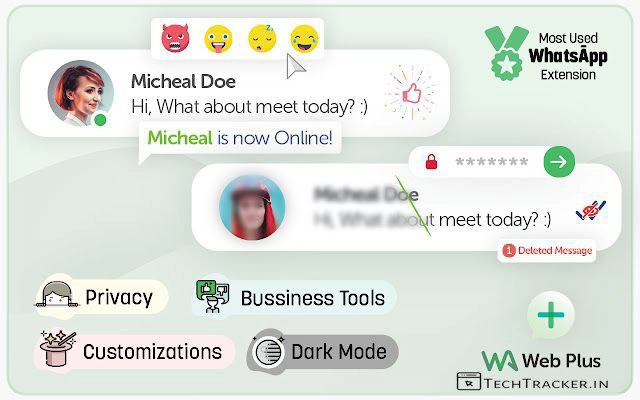 Most Used
WhatsApp
Extension
Micheal Doe
Hi, What about meet today? :)
Micheal is now Online!
*******
Micheal Doe
Hi, What about meet today? :)
1 Deleted Message
Privacy
Bussiness Tools
Customizations
Dark Mode
WA Web Plus
TECHTRACKER.IN